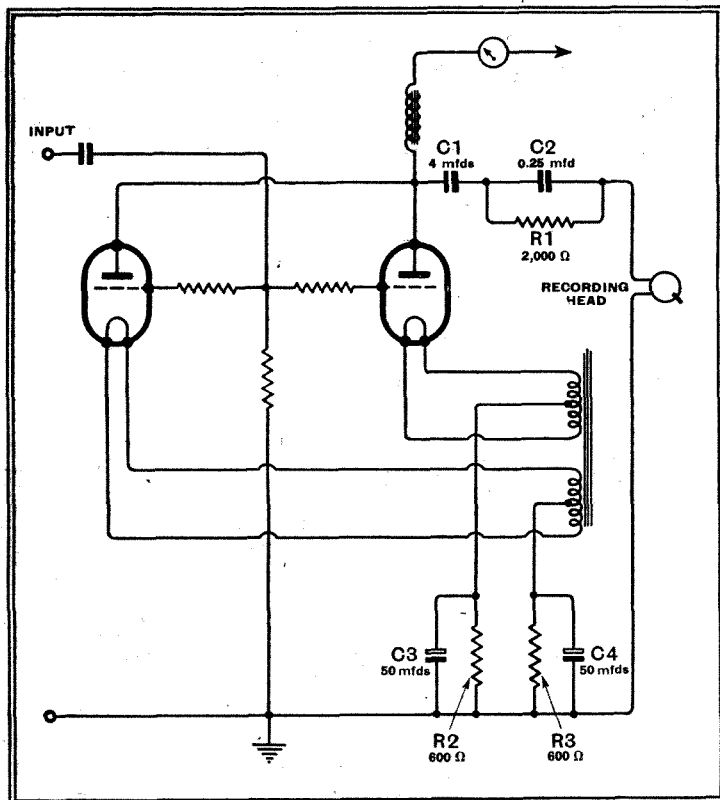 INPUT
C1
4 mfds
C2
0.25 mfd
R1
2,000 Ω
RECORDING
HEAD
C3
50 mfds
C4
50 mfds
R2
600 Ω
R3
600 Ω